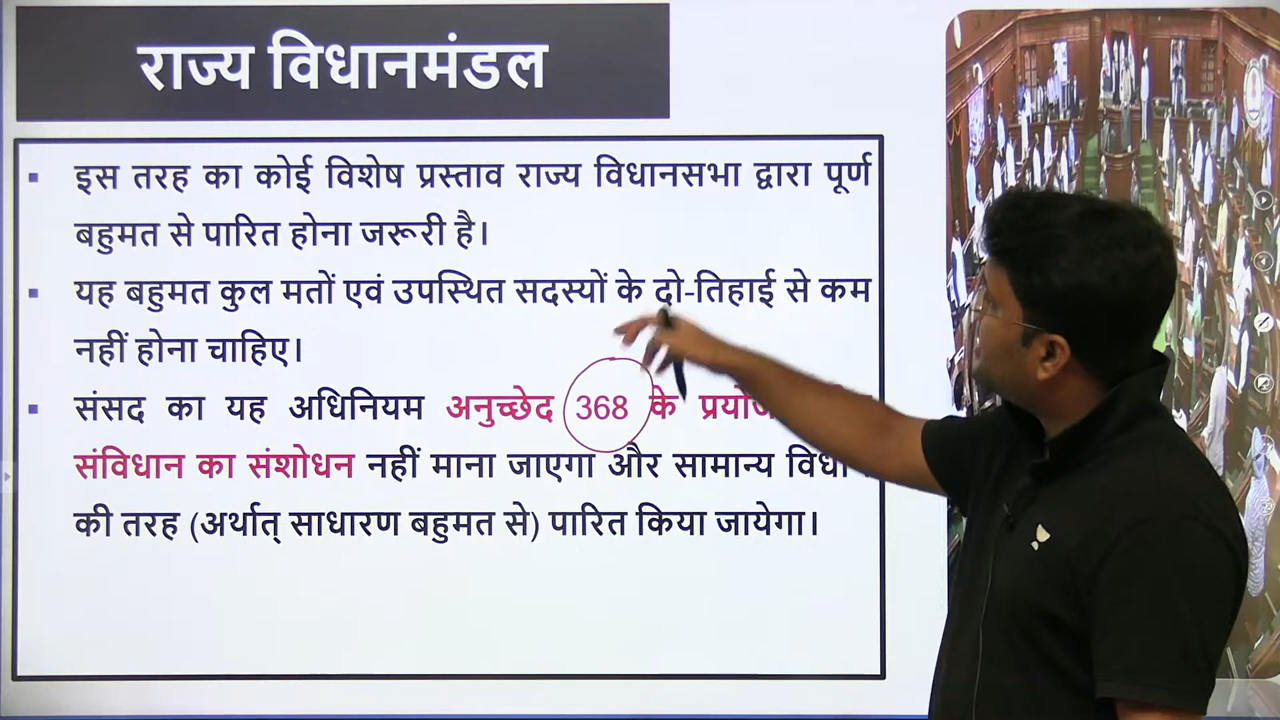 राज्य विधानमंडल
▪ इस तरह का कोई विशेष प्रस्ताव राज्य विधानसभा द्वारा पूर्ण
बहुमत से पारित होना जरूरी है।
▪ यह बहुमत कुल मतों एवं उपस्थित सदस्यों के दो-तिहाई से कम
नहीं होना चाहिए।
▪ संसद का यह अधिनियम अनुच्छेद 368 के
संविधान का संशोधन नहीं माना जाएगा और सामान्य
की तरह (अर्थात् साधारण बहुमत से) पारित किया जायेगा।